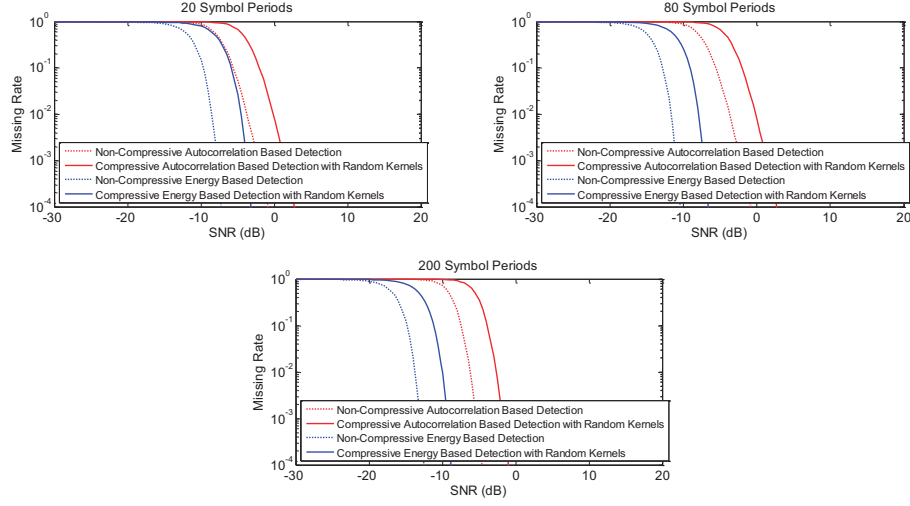 20 Symbol Periods
10^0
10^-1
10^-2
10^-3
10^-4
Missing Rate
Non-Compressive Autocorrelation Based Detection
Compressive Autocorrelation Based Detection with Random Kernels
Non-Compressive Energy Based Detection
Compressive Energy Based Detection with Random Kernels
-30 -20 -10 0 10 20
SNR (dB)
80 Symbol Periods
10^0
10^-1
10^-2
10^-3
10^-4
Missing Rate
Non-Compressive Autocorrelation Based Detection
Compressive Autocorrelation Based Detection with Random Kernels
Non-Compressive Energy Based Detection
Compressive Energy Based Detection with Random Kernels
-30 -20 -10 0 10 20
SNR (dB)
200 Symbol Periods
10^0
10^-1
10^-2
10^-3
10^-4
Missing Rate
Non-Compressive Autocorrelation Based Detection
Compressive Autocorrelation Based Detection with Random Kernels
Non-Compressive Energy Based Detection
Compressive Energy Based Detection with Random Kernels
-30 -20 -10 0 10 20
SNR (dB)